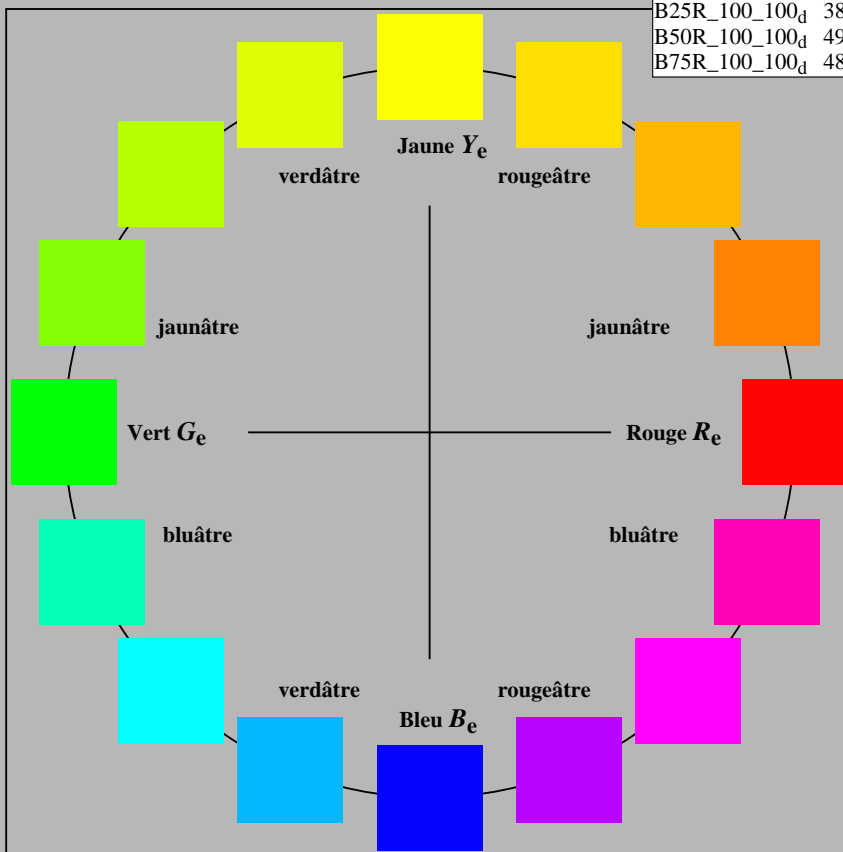 B25R_100_100d 38
B50R_100_100d 49
B75R_100_100d 48
Jaune Ye
verdâtre rougeâtre
jaunâtre jaunâtre
Vert Ge Rouge Re
bluâtre bluâtre
verdâtre rougeâtre
Bleu Be